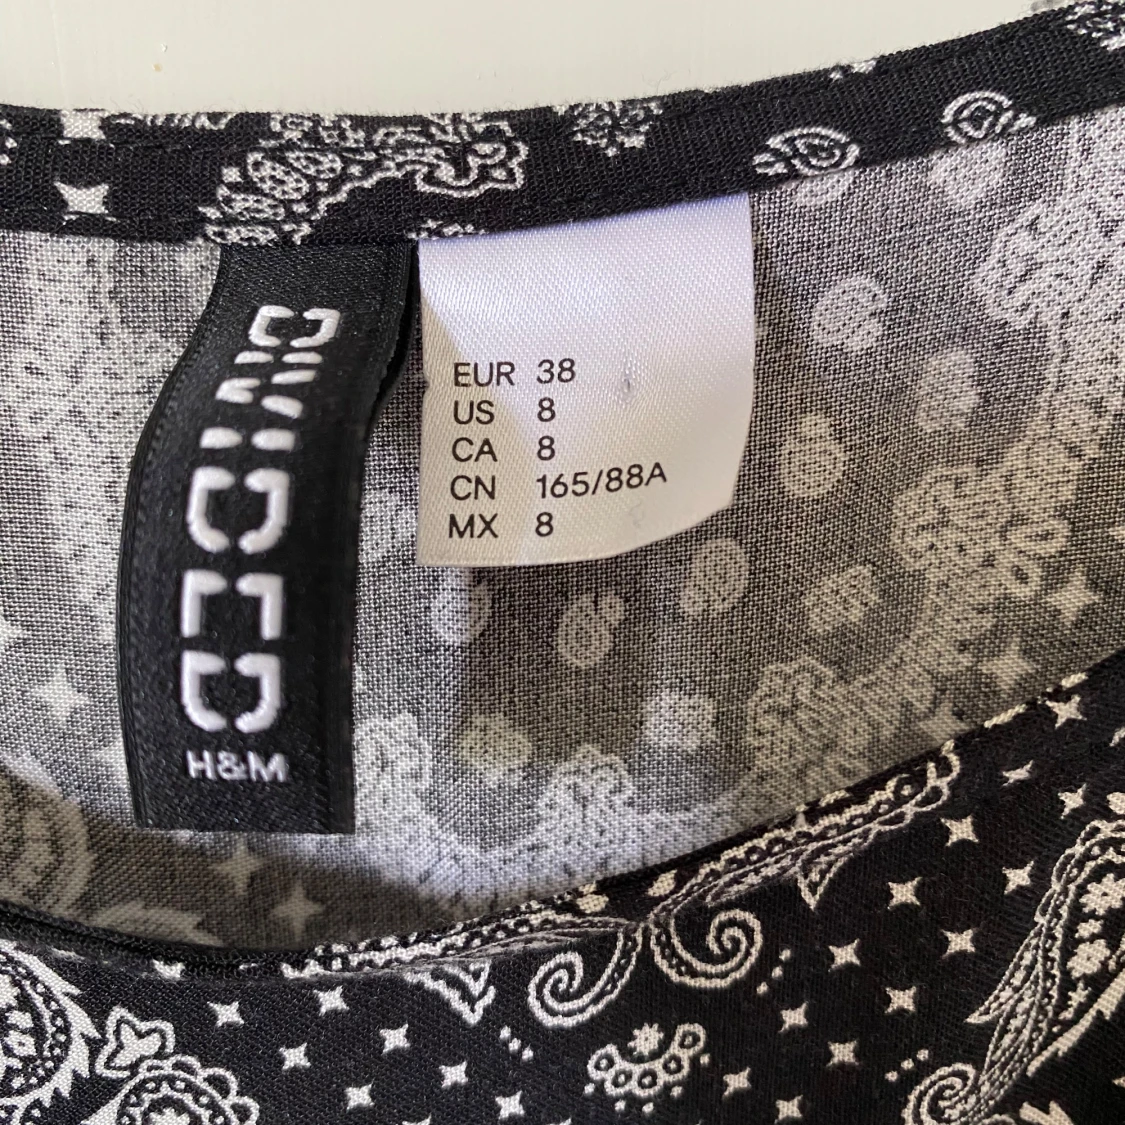 DIVIDED
H&M
EUR 38
US 8
CA 8
CN 165/88A
MX 8